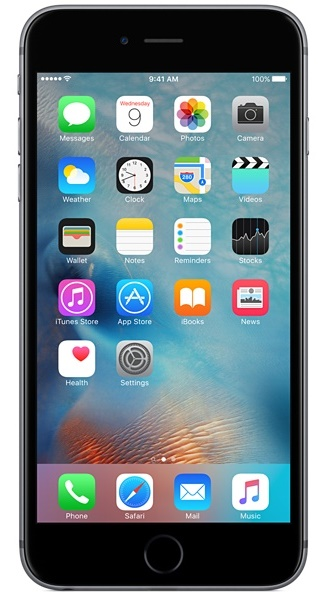 9:41 AM 100%
Wednesday
9
280
Messages Calendar Photos Camera
Weather Clock Maps Videos
Wallet Notes Reminders Stocks
iTunes Store App Store iBooks News
Health Settings
Phone Safari Mail Music